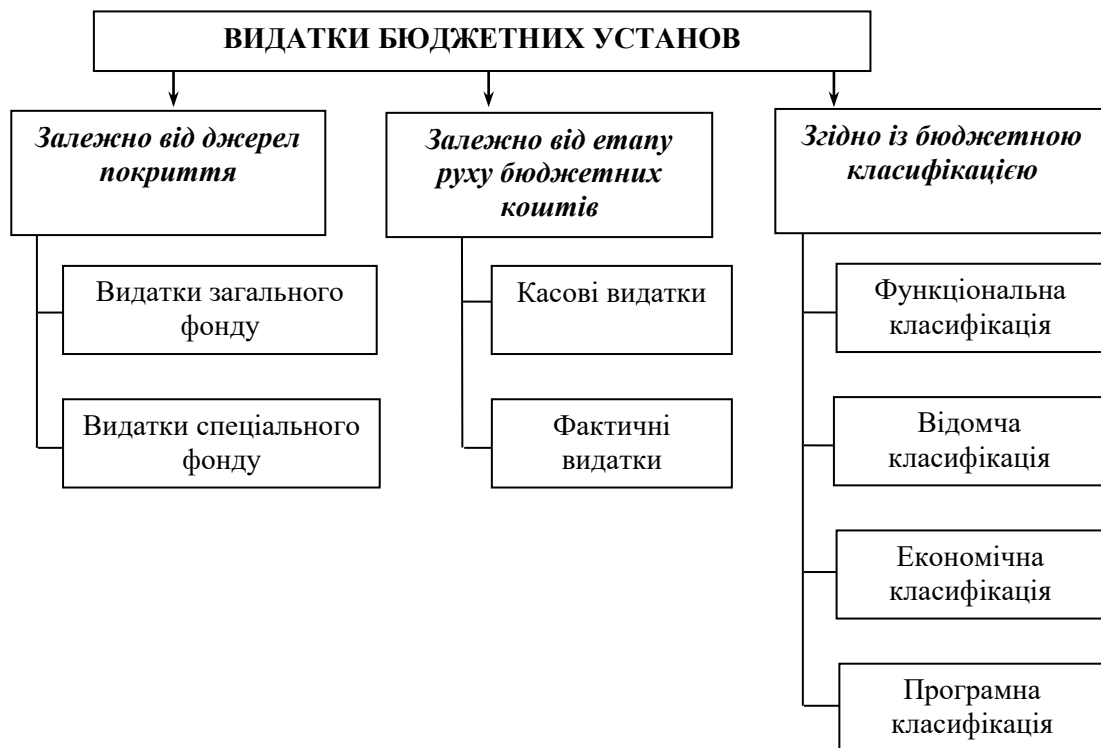 ВИДАТКИ БЮДЖЕТНИХ УСТАНОВ
Залежно від джерел
покриття
Видатки загального
фонду
Видатки спеціального
фонду
Залежно від етапу
руху бюджетних
коштів
Касові видатки
Фактичні
видатки
Згідно із бюджетною
класифікацією
Функціональна
класифікація
Відомча
класифікація
Економічна
класифікація
Програмна
класифікація